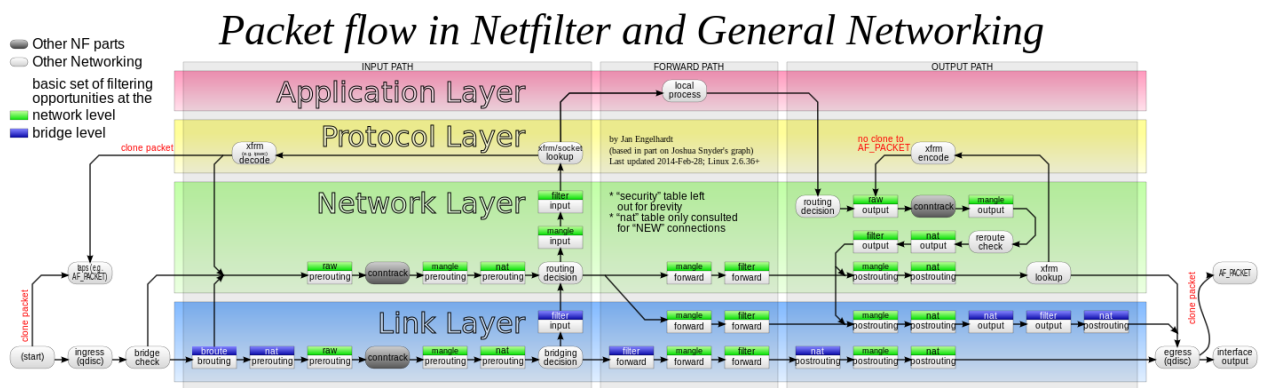 Packet flow in Netfilter and General Networking
Other NF parts
Other Networking
basic set of filtering
opportunities at the
network level
bridge level
INPUT PATH
FORWARD PATH
OUTPUT PATH
Application Layer
local
process
Protocol Layer
clone packet
xfrm
(e.g. ipsec)
decode
xfrm/socket
lookup
by Jan Engelhardt
(based in part on Joshua Snyder's graph)
Last updated 2014-Feb-28; Linux 2.6.36+
no clone to
AF_PACKET
xfrm
encode
Network Layer
filter
input
* “security” table left
out for brevity
* “nat” table only consulted
for “NEW” connections
routing
decision
raw
output
conntrack
mangle
output
mangle
input
filter
output
nat
output
reroute
check
taps (e.g.
AF_PACKET)
raw
prerouting
conntrack
mangle
prerouting
nat
prerouting
routing
decision
mangle
forward
filter
forward
mangle
postrouting
nat
postrouting
xfrm
lookup
AF_PACKET
clone packet
clone packet
Link Layer
filter
input
mangle
forward
filter
forward
mangle
postrouting
nat
postrouting
nat
output
filter
output
nat
postrouting
(start)
ingress
(qdisc)
bridge
check
broute
brouting
nat
prerouting
raw
prerouting
conntrack
mangle
prerouting
nat
prerouting
bridging
decision
filter
forward
mangle
forward
filter
forward
nat
postrouting
mangle
postrouting
nat
postrouting
egress
(qdisc)
interface
output